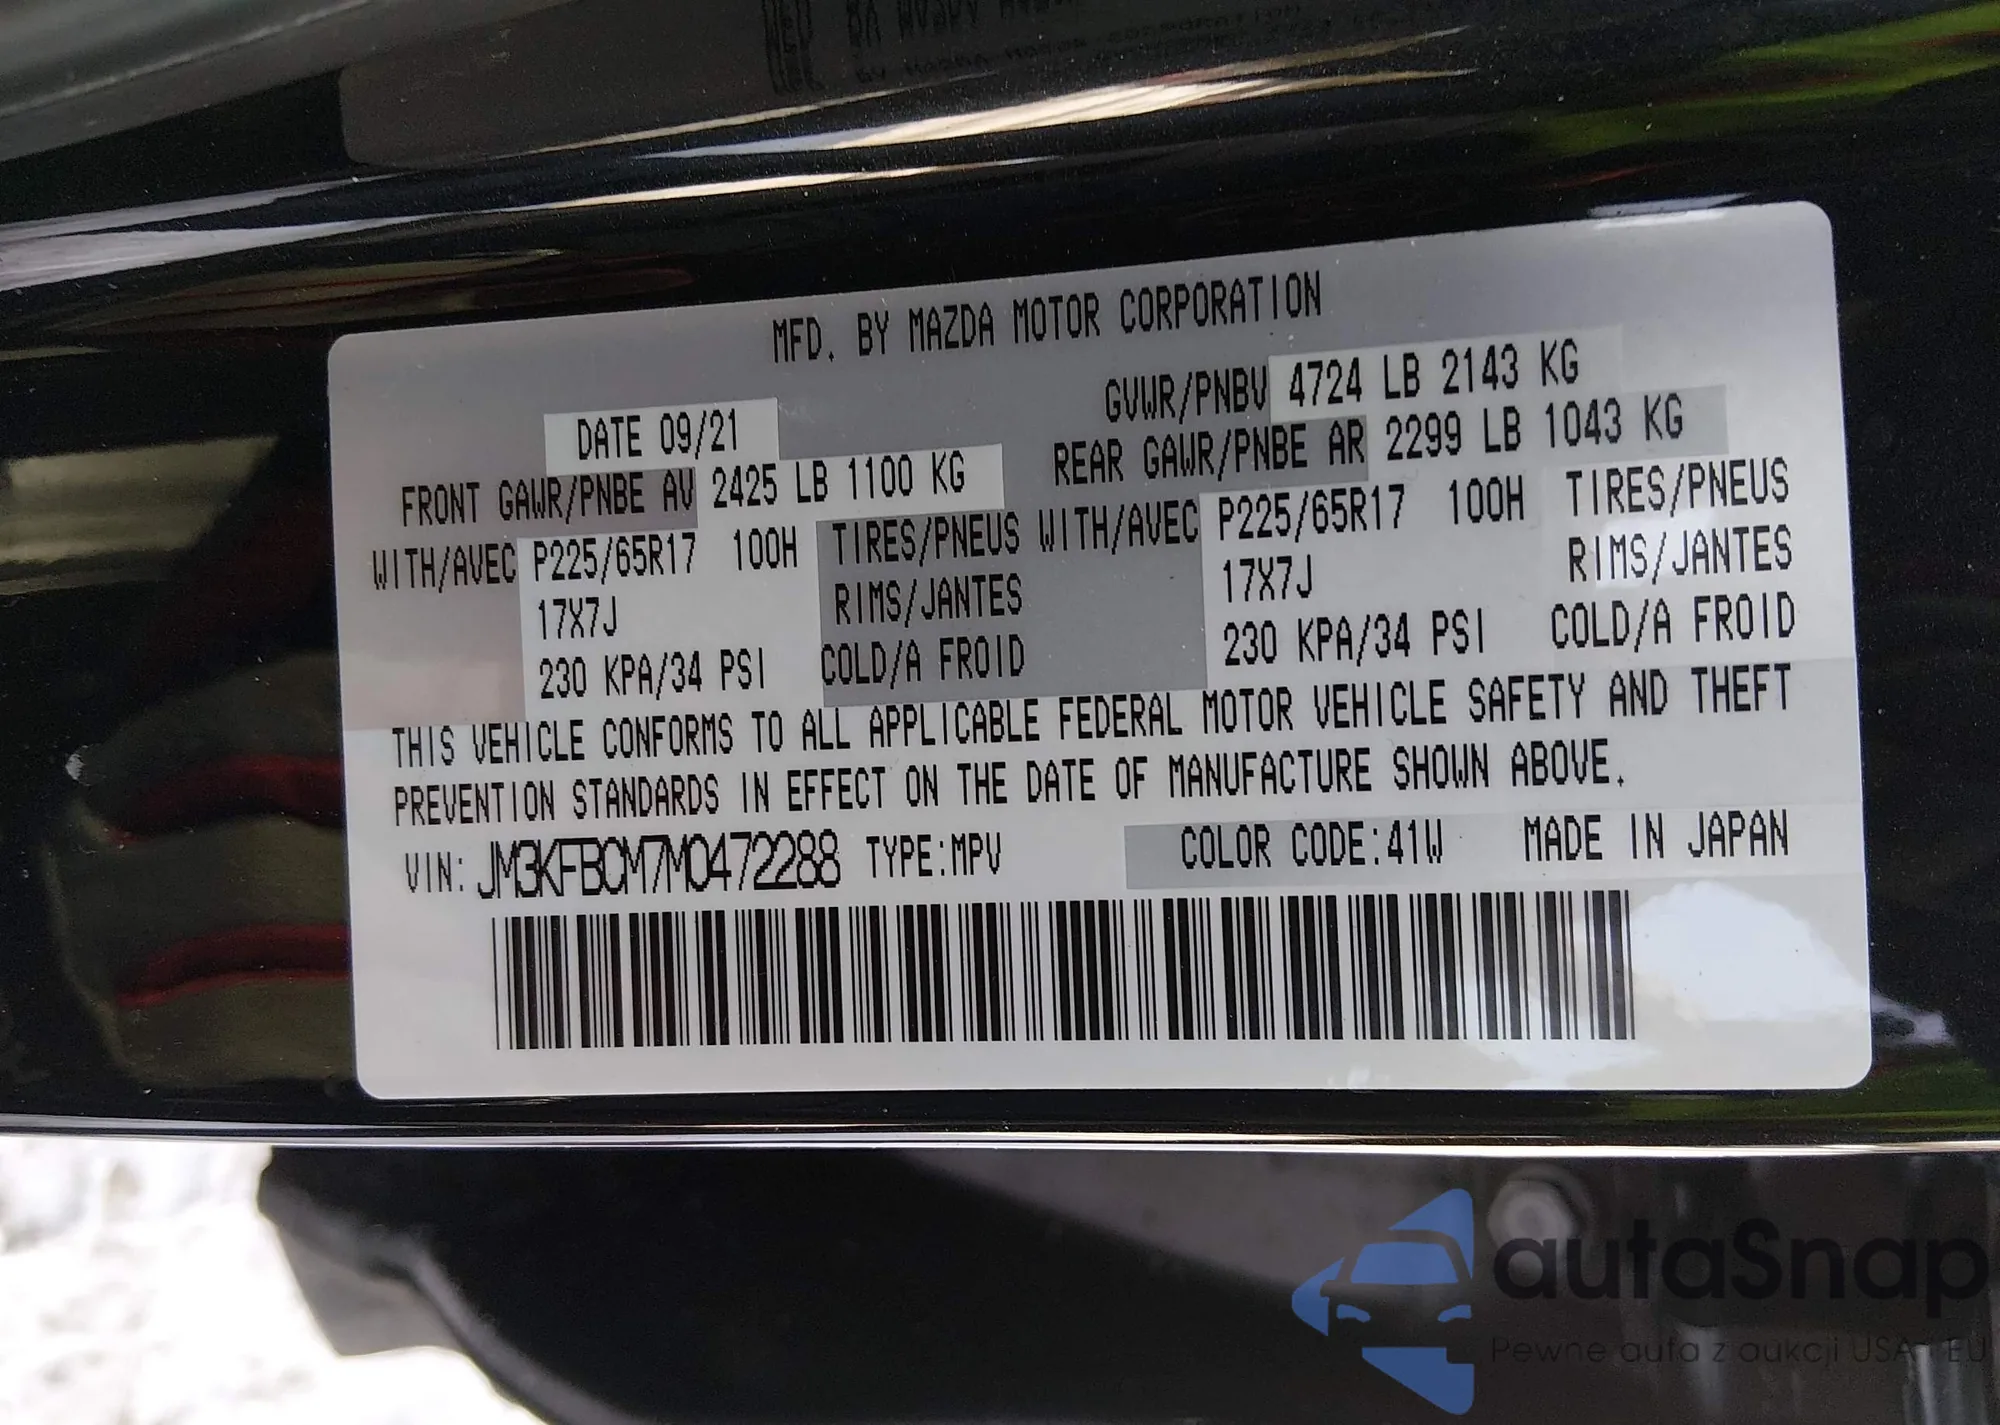 MFD. BY MAZDA MOTOR CORPORATION
GVWR/PNBV 4724 LB 2143 KG
DATE 09/21
REAR GAWR/PNBE AR 2299 LB 1043 KG
FRONT GAWR/PNBE AV 2425 LB 1100 KG
WITH/AVEC P225/65R17 100H TIRES/PNEUS WITH/AVEC P225/65R17 100H TIRES/PNEUS
17X7J RIMS/JANTES 17X7J RIMS/JANTES
230 KPA/34 PSI COLD/A FROID 230 KPA/34 PSI COLD/A FROID
THIS VEHICLE CONFORMS TO ALL APPLICABLE FEDERAL MOTOR VEHICLE SAFETY AND THEFT
PREVENTION STANDARDS IN EFFECT ON THE DATE OF MANUFACTURE SHOWN ABOVE.
VIN: JM3KFBCM7M0472288 TYPE:MPV COLOR CODE:41W MADE IN JAPAN
autaSnap
Pewne auta z aukcji USA i EU